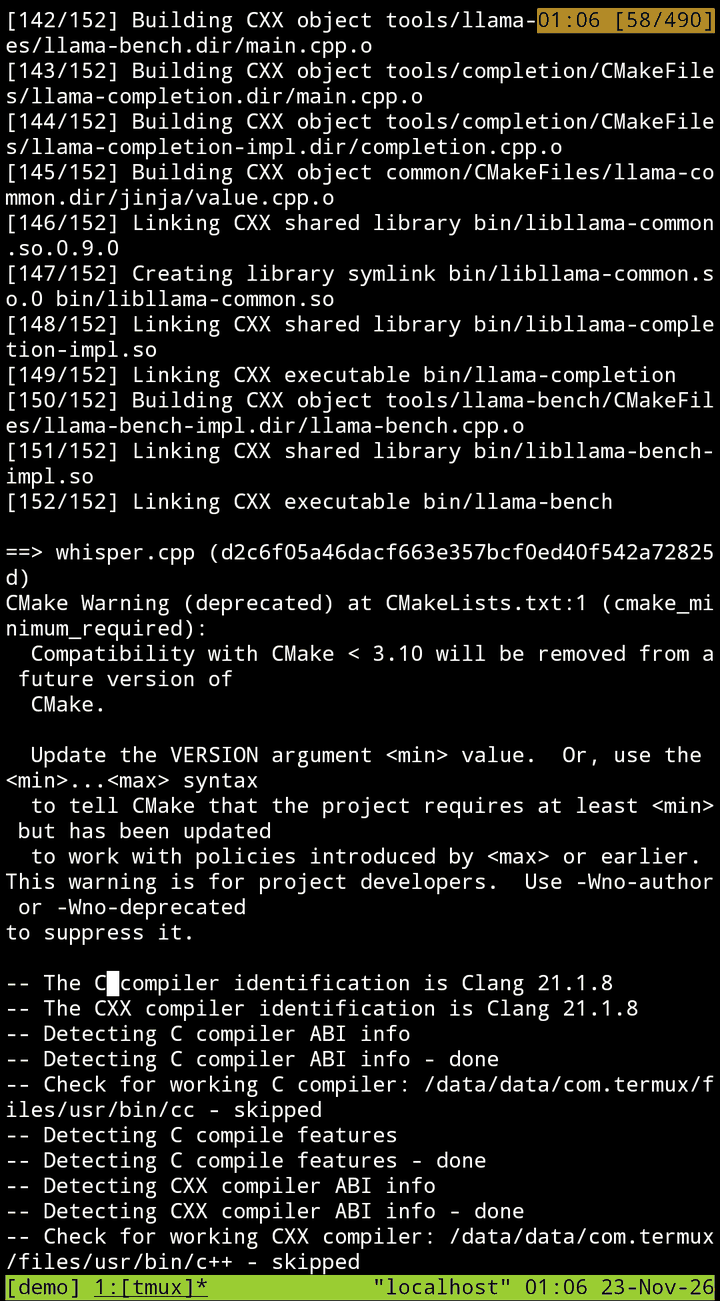 [142/152] Building CXX object tools/llama-01:06 [58/490]
es/llama-bench.dir/main.cpp.o
[143/152] Building CXX object tools/completion/CMakeFile
s/llama-completion.dir/main.cpp.o
[144/152] Building CXX object tools/completion/CMakeFile
s/llama-completion-impl.dir/completion.cpp.o
[145/152] Building CXX object common/CMakeFiles/llama-co
mmon.dir/jinja/value.cpp.o
[146/152] Linking CXX shared library bin/libllama-common
.so.0.9.0
[147/152] Creating library symlink bin/libllama-common.s
o.0 bin/libllama-common.so
[148/152] Linking CXX shared library bin/libllama-comple
tion-impl.so
[149/152] Linking CXX executable bin/llama-completion
[150/152] Building CXX object tools/llama-bench/CMakeFil
es/llama-bench-impl.dir/llama-bench.cpp.o
[151/152] Linking CXX shared library bin/libllama-bench-
impl.so
[152/152] Linking CXX executable bin/llama-bench

==> whisper.cpp (d2c6f05a46dacf663e357bcf0ed40f542a72825
d)
CMake Warning (deprecated) at CMakeLists.txt:1 (cmake_mi
nimum_required):
  Compatibility with CMake < 3.10 will be removed from a
 future version of
  CMake.

  Update the VERSION argument <min> value.  Or, use the
<min>...<max> syntax
  to tell CMake that the project requires at least <min>
 but has been updated
  to work with policies introduced by <max> or earlier.
This warning is for project developers.  Use -Wno-author
 or -Wno-deprecated
to suppress it.

-- The C compiler identification is Clang 21.1.8
-- The CXX compiler identification is Clang 21.1.8
-- Detecting C compiler ABI info
-- Detecting C compiler ABI info - done
-- Check for working C compiler: /data/data/com.termux/f
iles/usr/bin/cc - skipped
-- Detecting C compile features
-- Detecting C compile features - done
-- Detecting CXX compiler ABI info
-- Detecting CXX compiler ABI info - done
-- Check for working CXX compiler: /data/data/com.termux
/files/usr/bin/c++ - skipped
[demo] 1:[tmux]* "localhost" 01:06 23-Nov-26